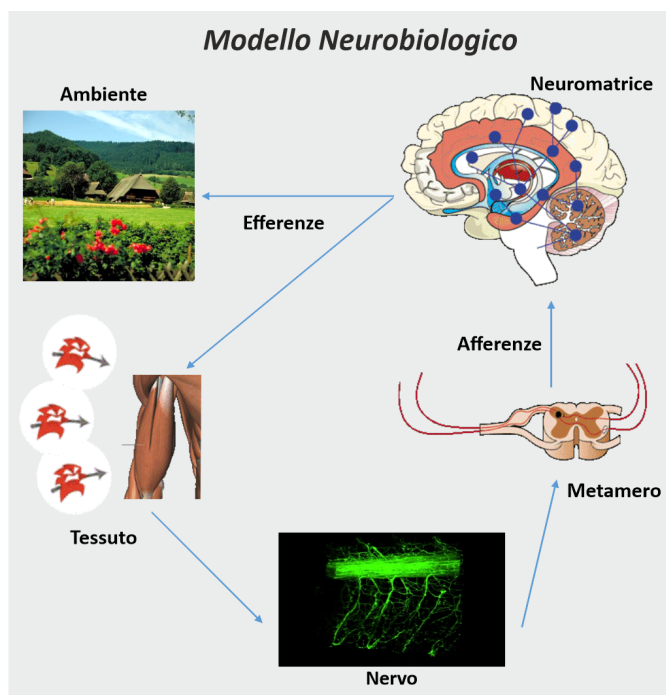 Modello Neurobiologico
Ambiente
Neuromatrice
Efferenze
Afferenze
Metamero
Tessuto
Nervo